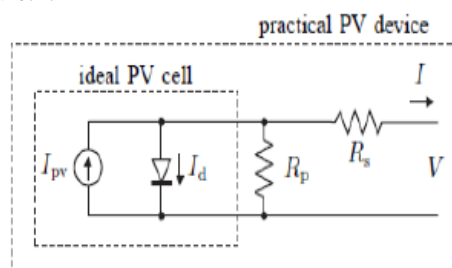 practical PV device
ideal PV cell
I
I_pv
I_d
R_p
R_s
V